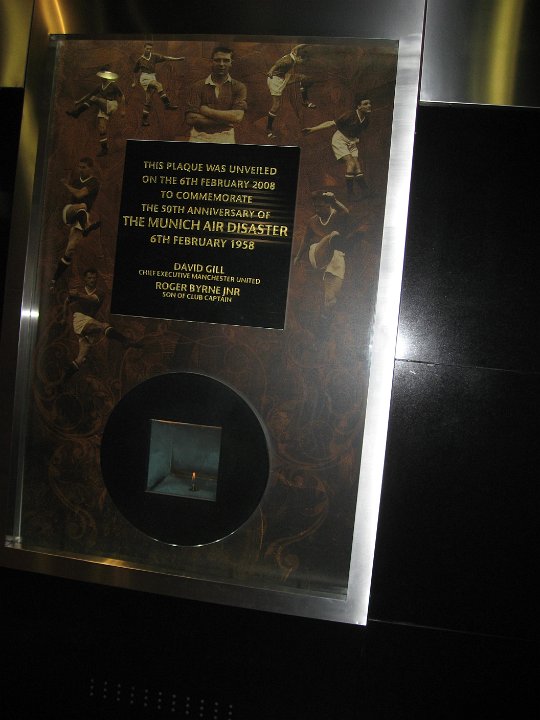 THIS PLAQUE WAS UNVEILED
ON THE 6TH FEBRUARY 2008
TO COMMEMORATE
THE 50TH ANNIVERSARY OF
THE MUNICH AIR DISASTER
6TH FEBRUARY 1958
DAVID GILL
CHIEF EXECUTIVE MANCHESTER UNITED
ROGER BYRNE JNR
SON OF CLUB CAPTAIN